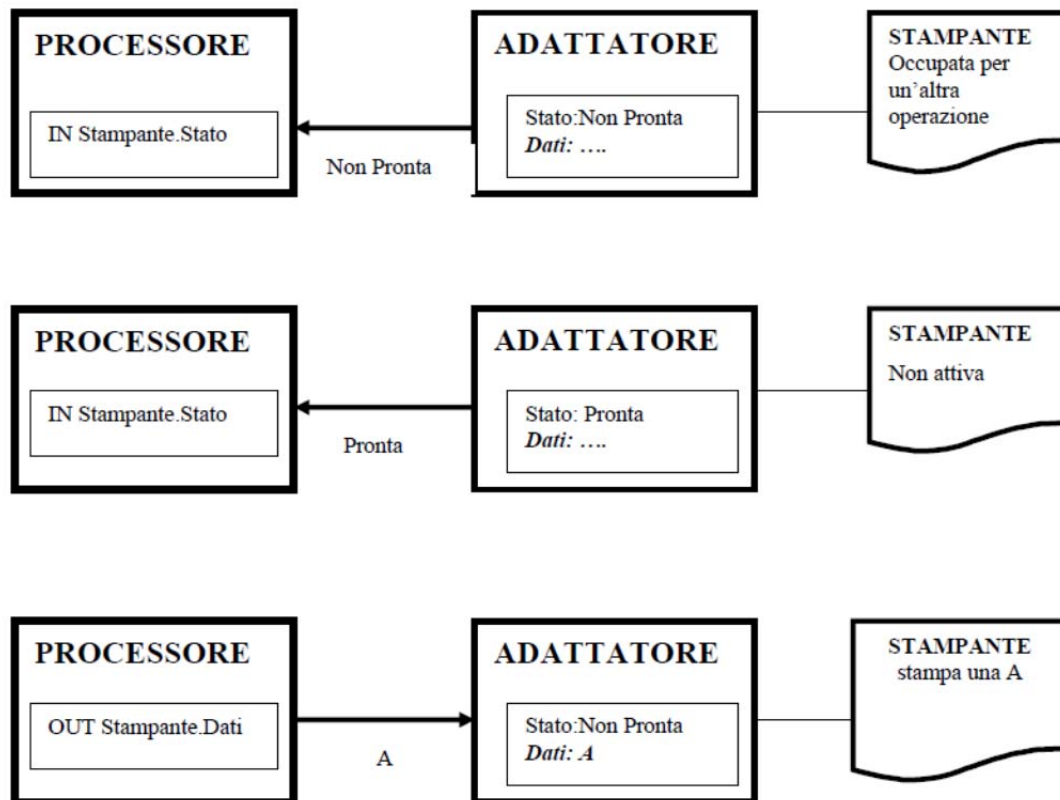 PROCESSORE
IN Stampante.Stato
Non Pronta
ADATTATORE
Stato:Non Pronta
Dati: ....
STAMPANTE
Occupata per
un'altra
operazione
PROCESSORE
IN Stampante.Stato
Pronta
ADATTATORE
Stato: Pronta
Dati: ....
STAMPANTE
Non attiva
PROCESSORE
OUT Stampante.Dati
A
ADATTATORE
Stato:Non Pronta
Dati: A
STAMPANTE
stampa una A